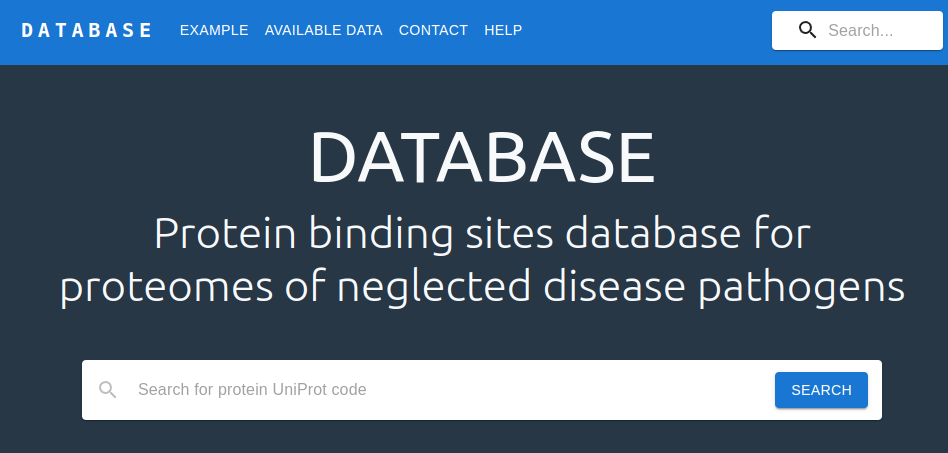 DATABASE EXAMPLE AVAILABLE DATA CONTACT HELP Search...
DATABASE
Protein binding sites database for
proteomes of neglected disease pathogens
Search for protein UniProt code SEARCH